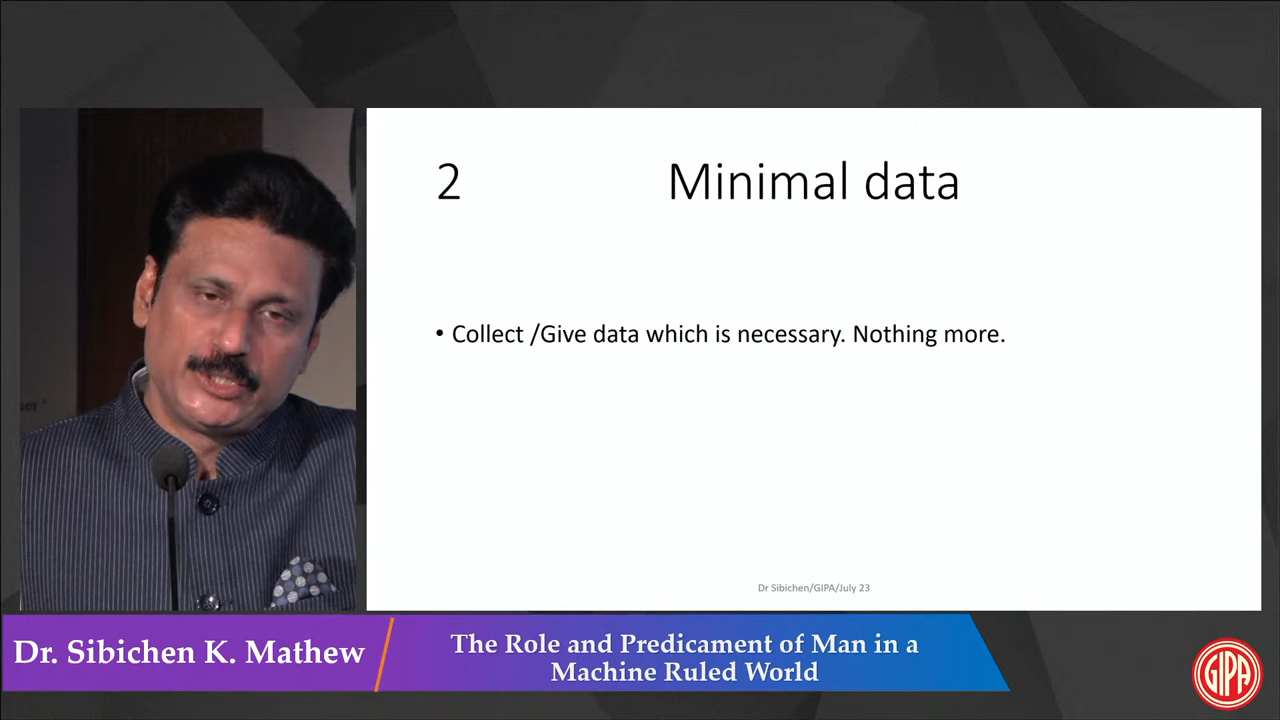 2 Minimal data
• Collect /Give data which is necessary. Nothing more.
Dr Sibichen/GIPA/July 23
Dr. Sibichen K. Mathew
The Role and Predicament of Man in a
Machine Ruled World
GIPA